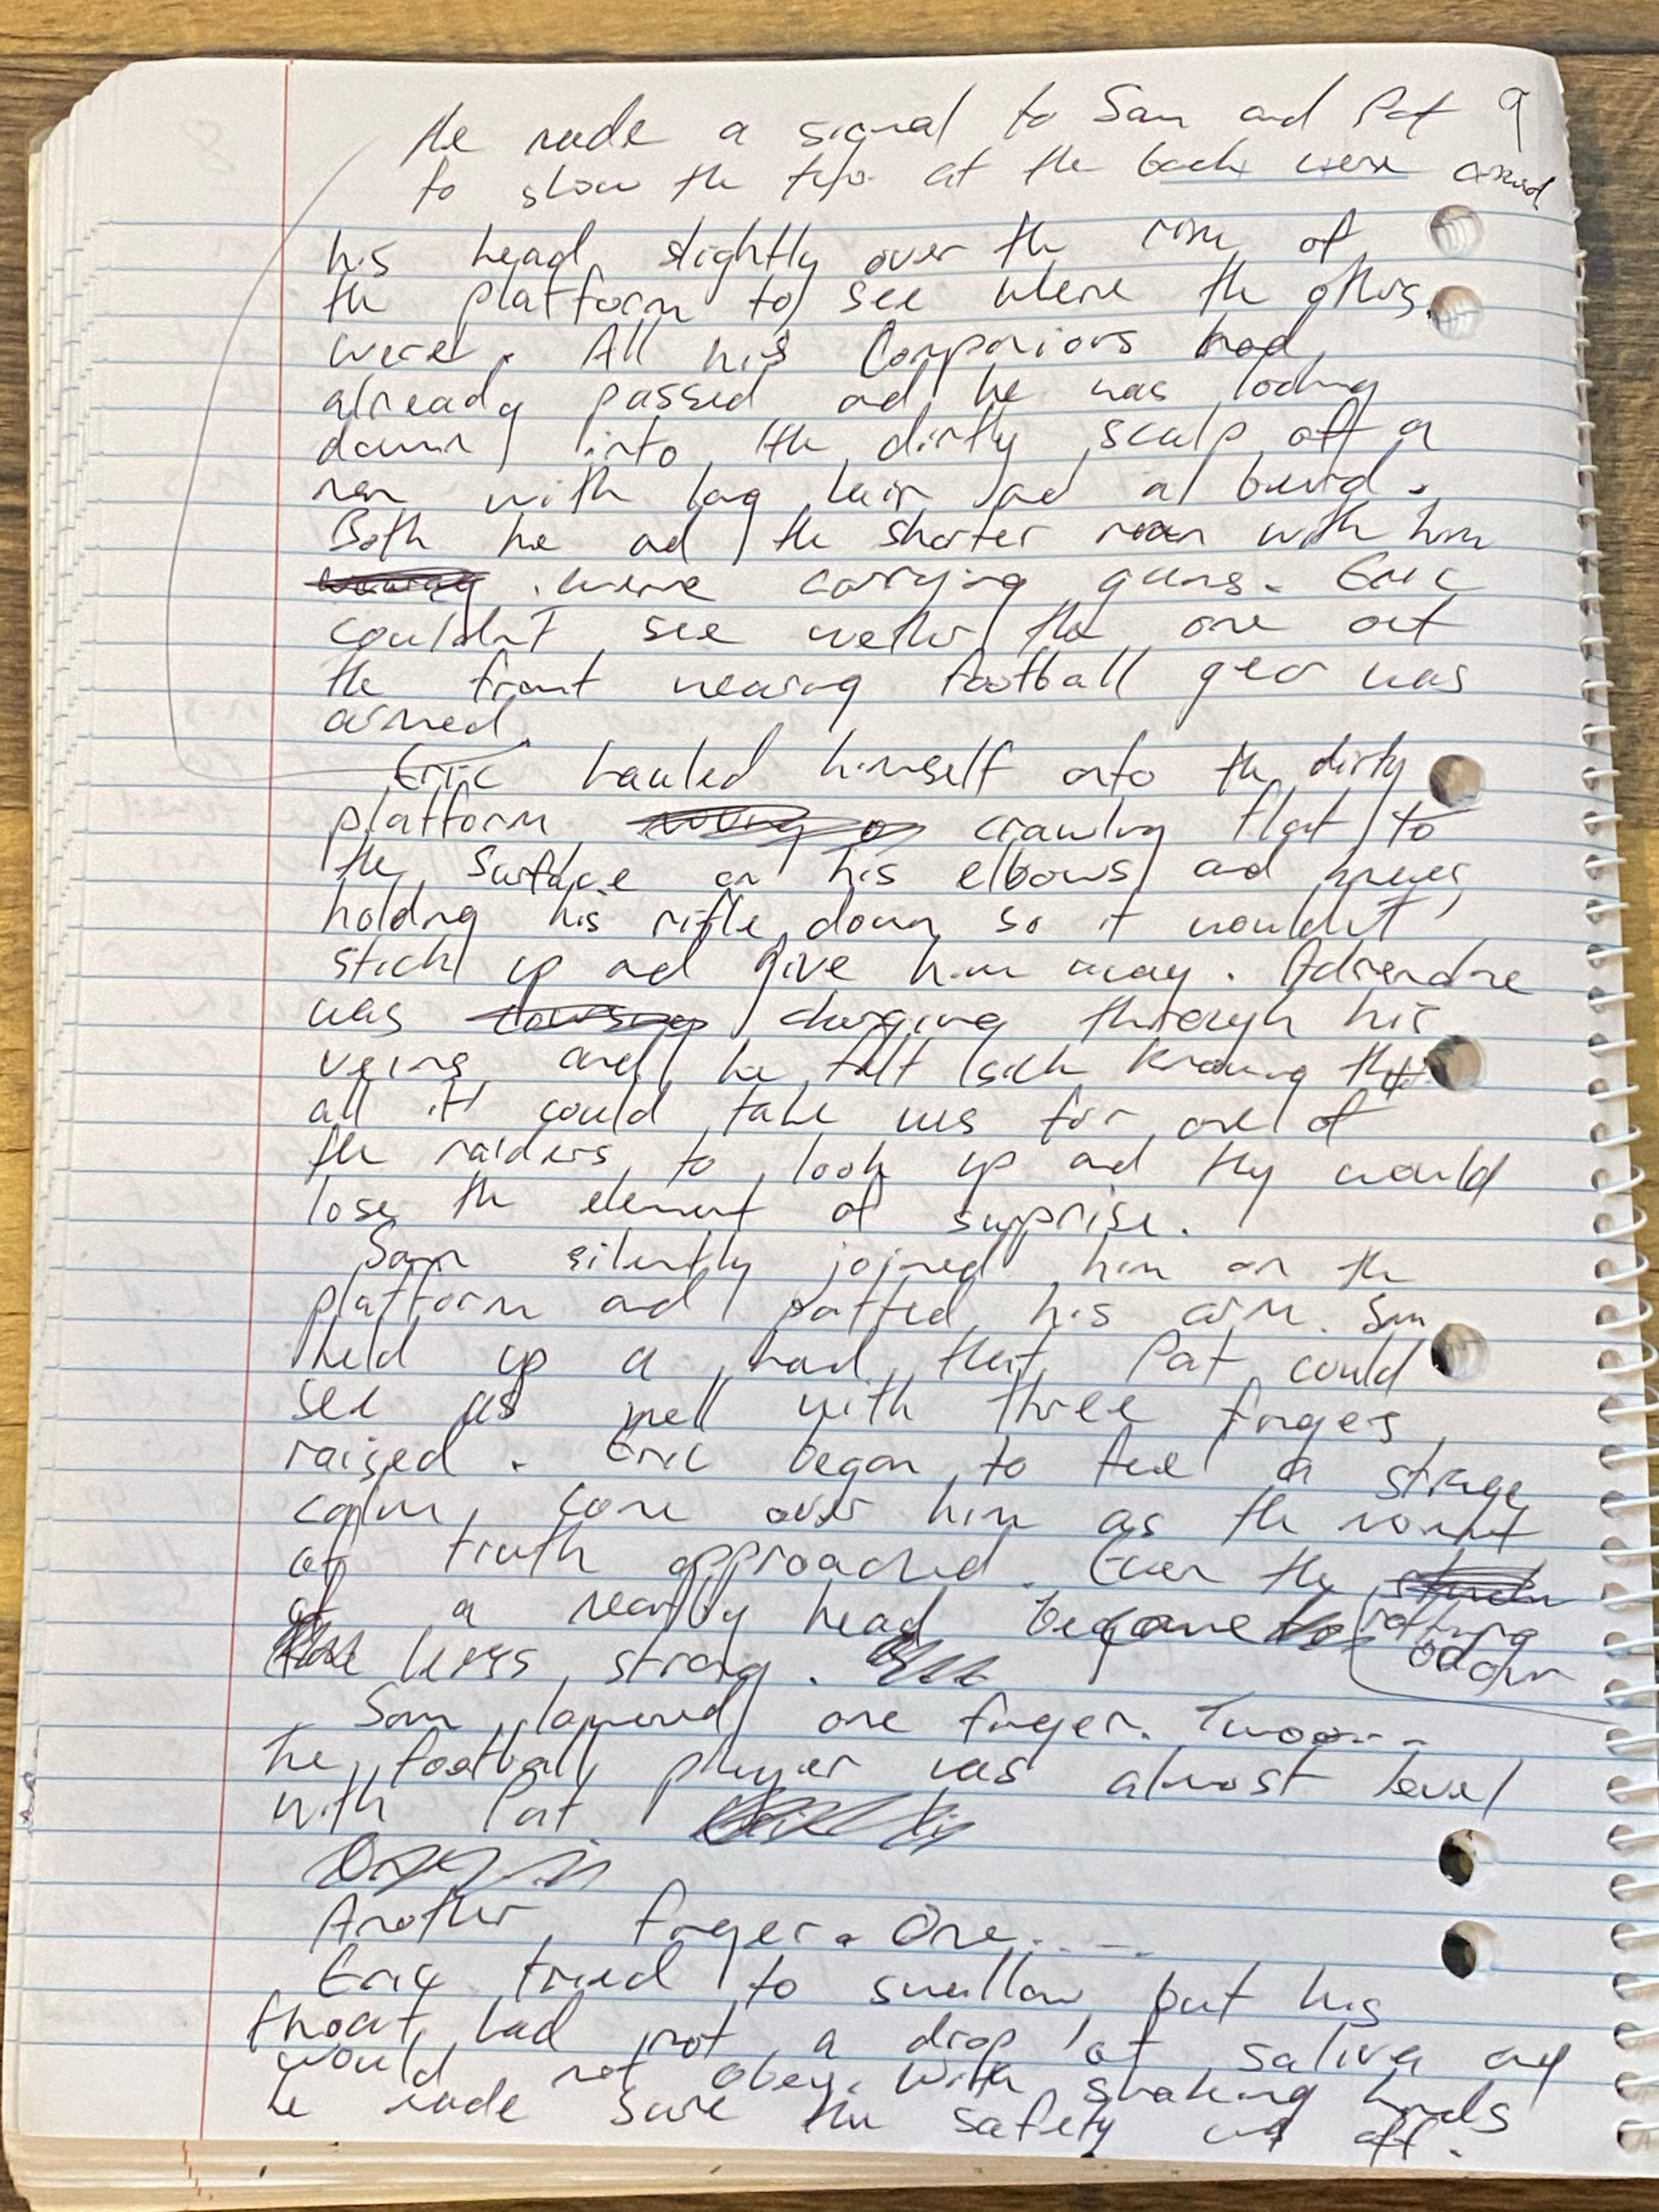 9
He made a signal to Sam and Pat
to show the two at the back were armed
his head slightly over the rim of
the platform to see where the others
were. All his companions had
already passed and he was looking
down into the dirty scalp off a
man with long hair and a beard.
Both he and the shorter man with him
were carrying guns. Eric
couldn't see wether the one out
the front wearing football gear was
armed.
Eric hauled himself onto the dirty
platform crawling flat to
the surface on his elbows and knees,
holding his rifle down so it wouldn't
stick up and give him away. Adrenaline
was charging through his
veins and he felt sick knowing that
all it could take was for one of
the raiders to look up and they would
lose the element of surprise.
Sam silently joined him on the
platform and patted his arm. Sam
held up a hand that Pat could
see as well with three fingers
raised. Eric began to feel a strange
calm come over him as the moment
of truth approached. Even the
rotting odour
of a nearby head became
less strong.
Sam lowered one finger. Two....
The football player was almost level
with Pat
Another finger. One.....
Eric tried to swallow but his
throat had not a drop of saliva and
would not obey. With shaking hands
he made sure the safety was off.